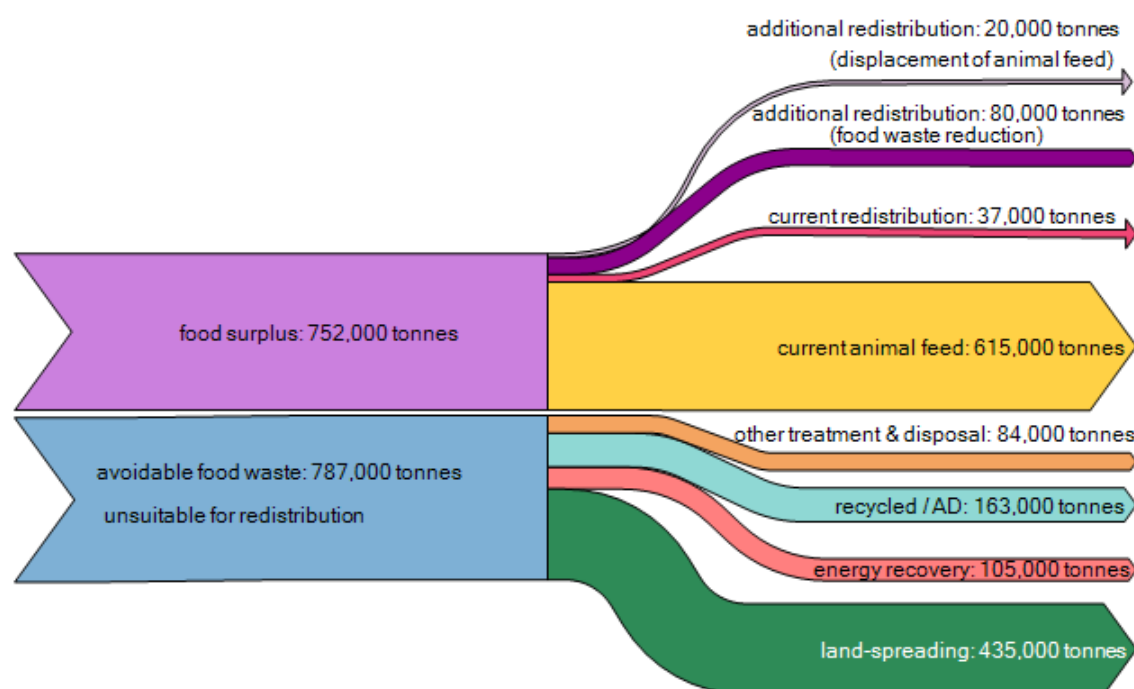 additional redistribution: 20,000 tonnes
(displacement of animal feed)
additional redistribution: 80,000 tonnes
(food waste reduction)
current redistribution: 37,000 tonnes
food surplus: 752,000 tonnes
current animal feed: 615,000 tonnes
other treatment & disposal: 84,000 tonnes
avoidable food waste: 787,000 tonnes
unsuitable for redistribution
recycled / AD: 163,000 tonnes
energy recovery: 105,000 tonnes
land-spreading: 435,000 tonnes